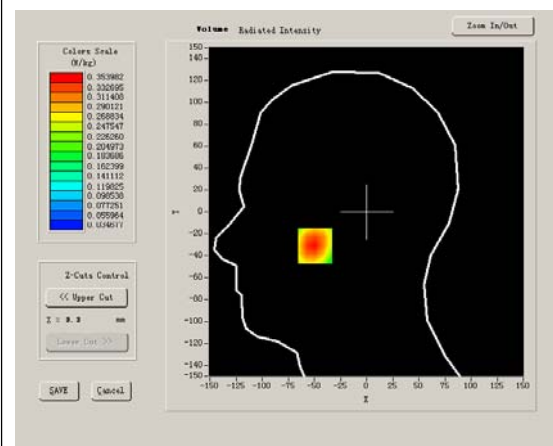 Volume Radiated Intensity
Zoom In/Out
Colors Scale
(W/kg)
0.353982
0.332695
0.311408
0.290121
0.268834
0.247547
0.226260
0.204973
0.183686
0.162399
0.141112
0.119825
0.098538
0.077251
0.055964
0.034677
150
140
120
100
80
60
40
20
0
-20
-40
-60
-80
-100
-120
-140
-150
Y
-150 -125 -100 -75 -50 -25 0 25 50 75 100 125 150
X
Z-Cuts Control
<< Upper Cut
mm
Lower Cut >>
SAVE
Cancel